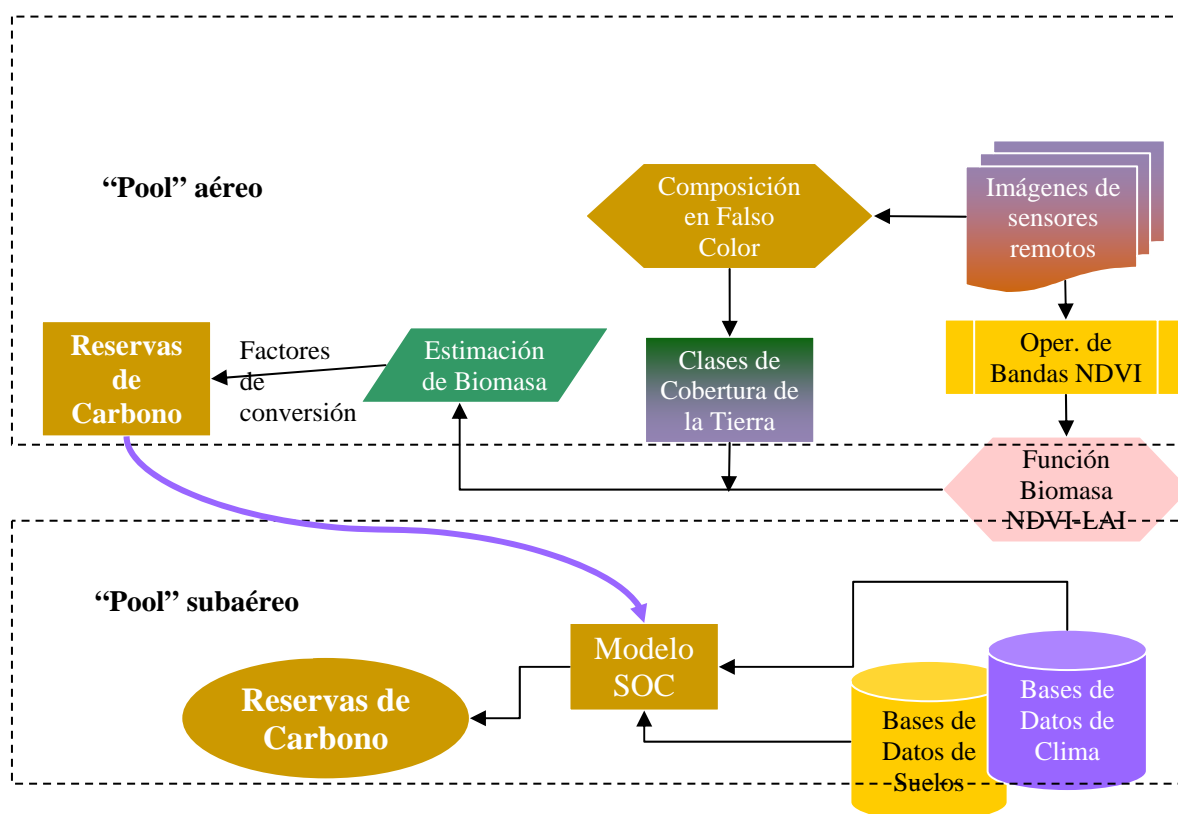 “Pool” aéreo
Composición
en Falso
Color
Imágenes de
sensores
remotos
Reservas
de
Carbono
Factores
de
conversión
Estimación
de Biomasa
Clases de
Cobertura de
la Tierra
Oper. de
Bandas NDVI
Función
Biomasa
NDVI-LAI
“Pool” subaéreo
Modelo
SOC
Reservas de
Carbono
Bases de
Datos de
Suelos
Bases de
Datos de
Clima